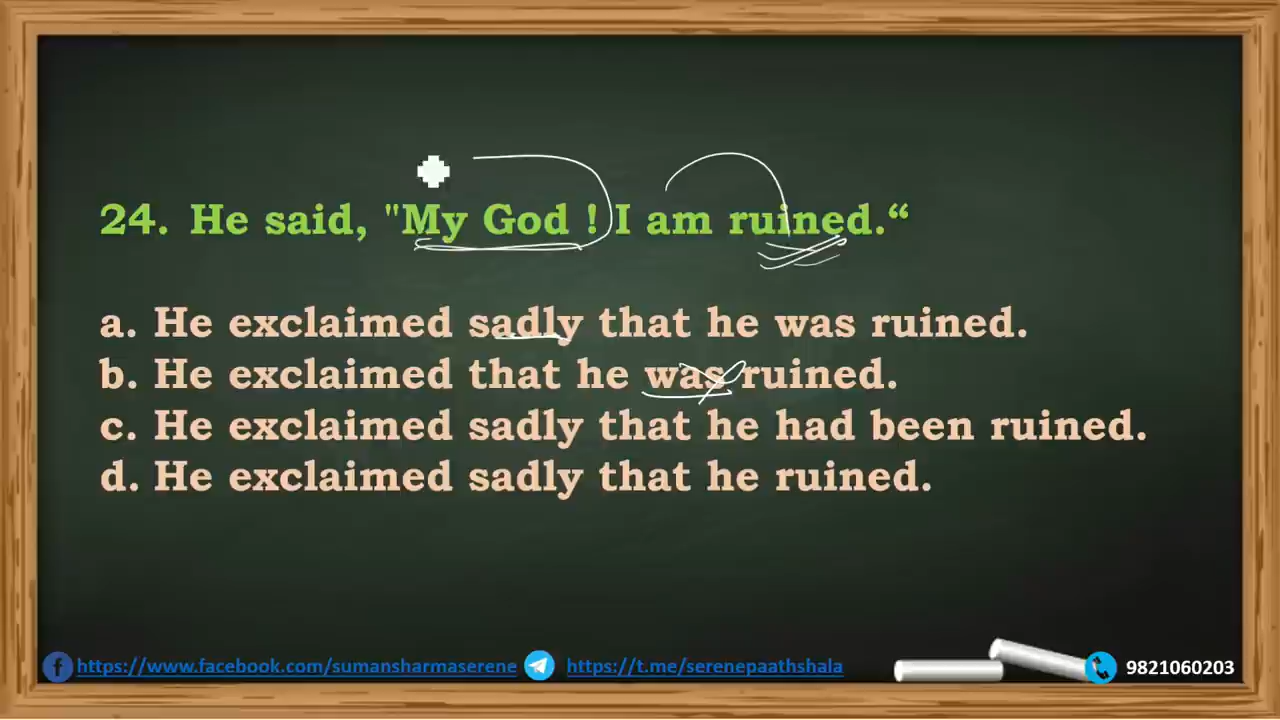 24. He said, "My God ! I am ruined.“
a. He exclaimed sadly that he was ruined.
b. He exclaimed that he was ruined.
c. He exclaimed sadly that he had been ruined.
d. He exclaimed sadly that he ruined.
https://www.facebook.com/sumansharmaserene https://t.me/serenepaathshala 9821060203